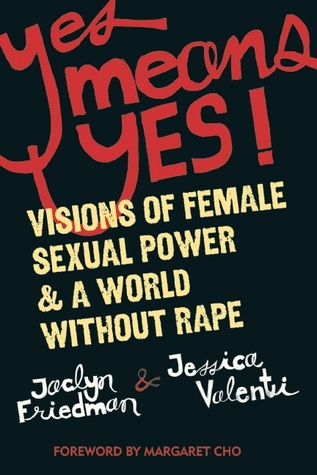 yes
means
YES!
VISIONS OF FEMALE
SEXUAL POWER
& A WORLD
WITHOUT RAPE
Jaclyn
Friedman
&
Jessica
Valenti
FOREWORD BY MARGARET CHO